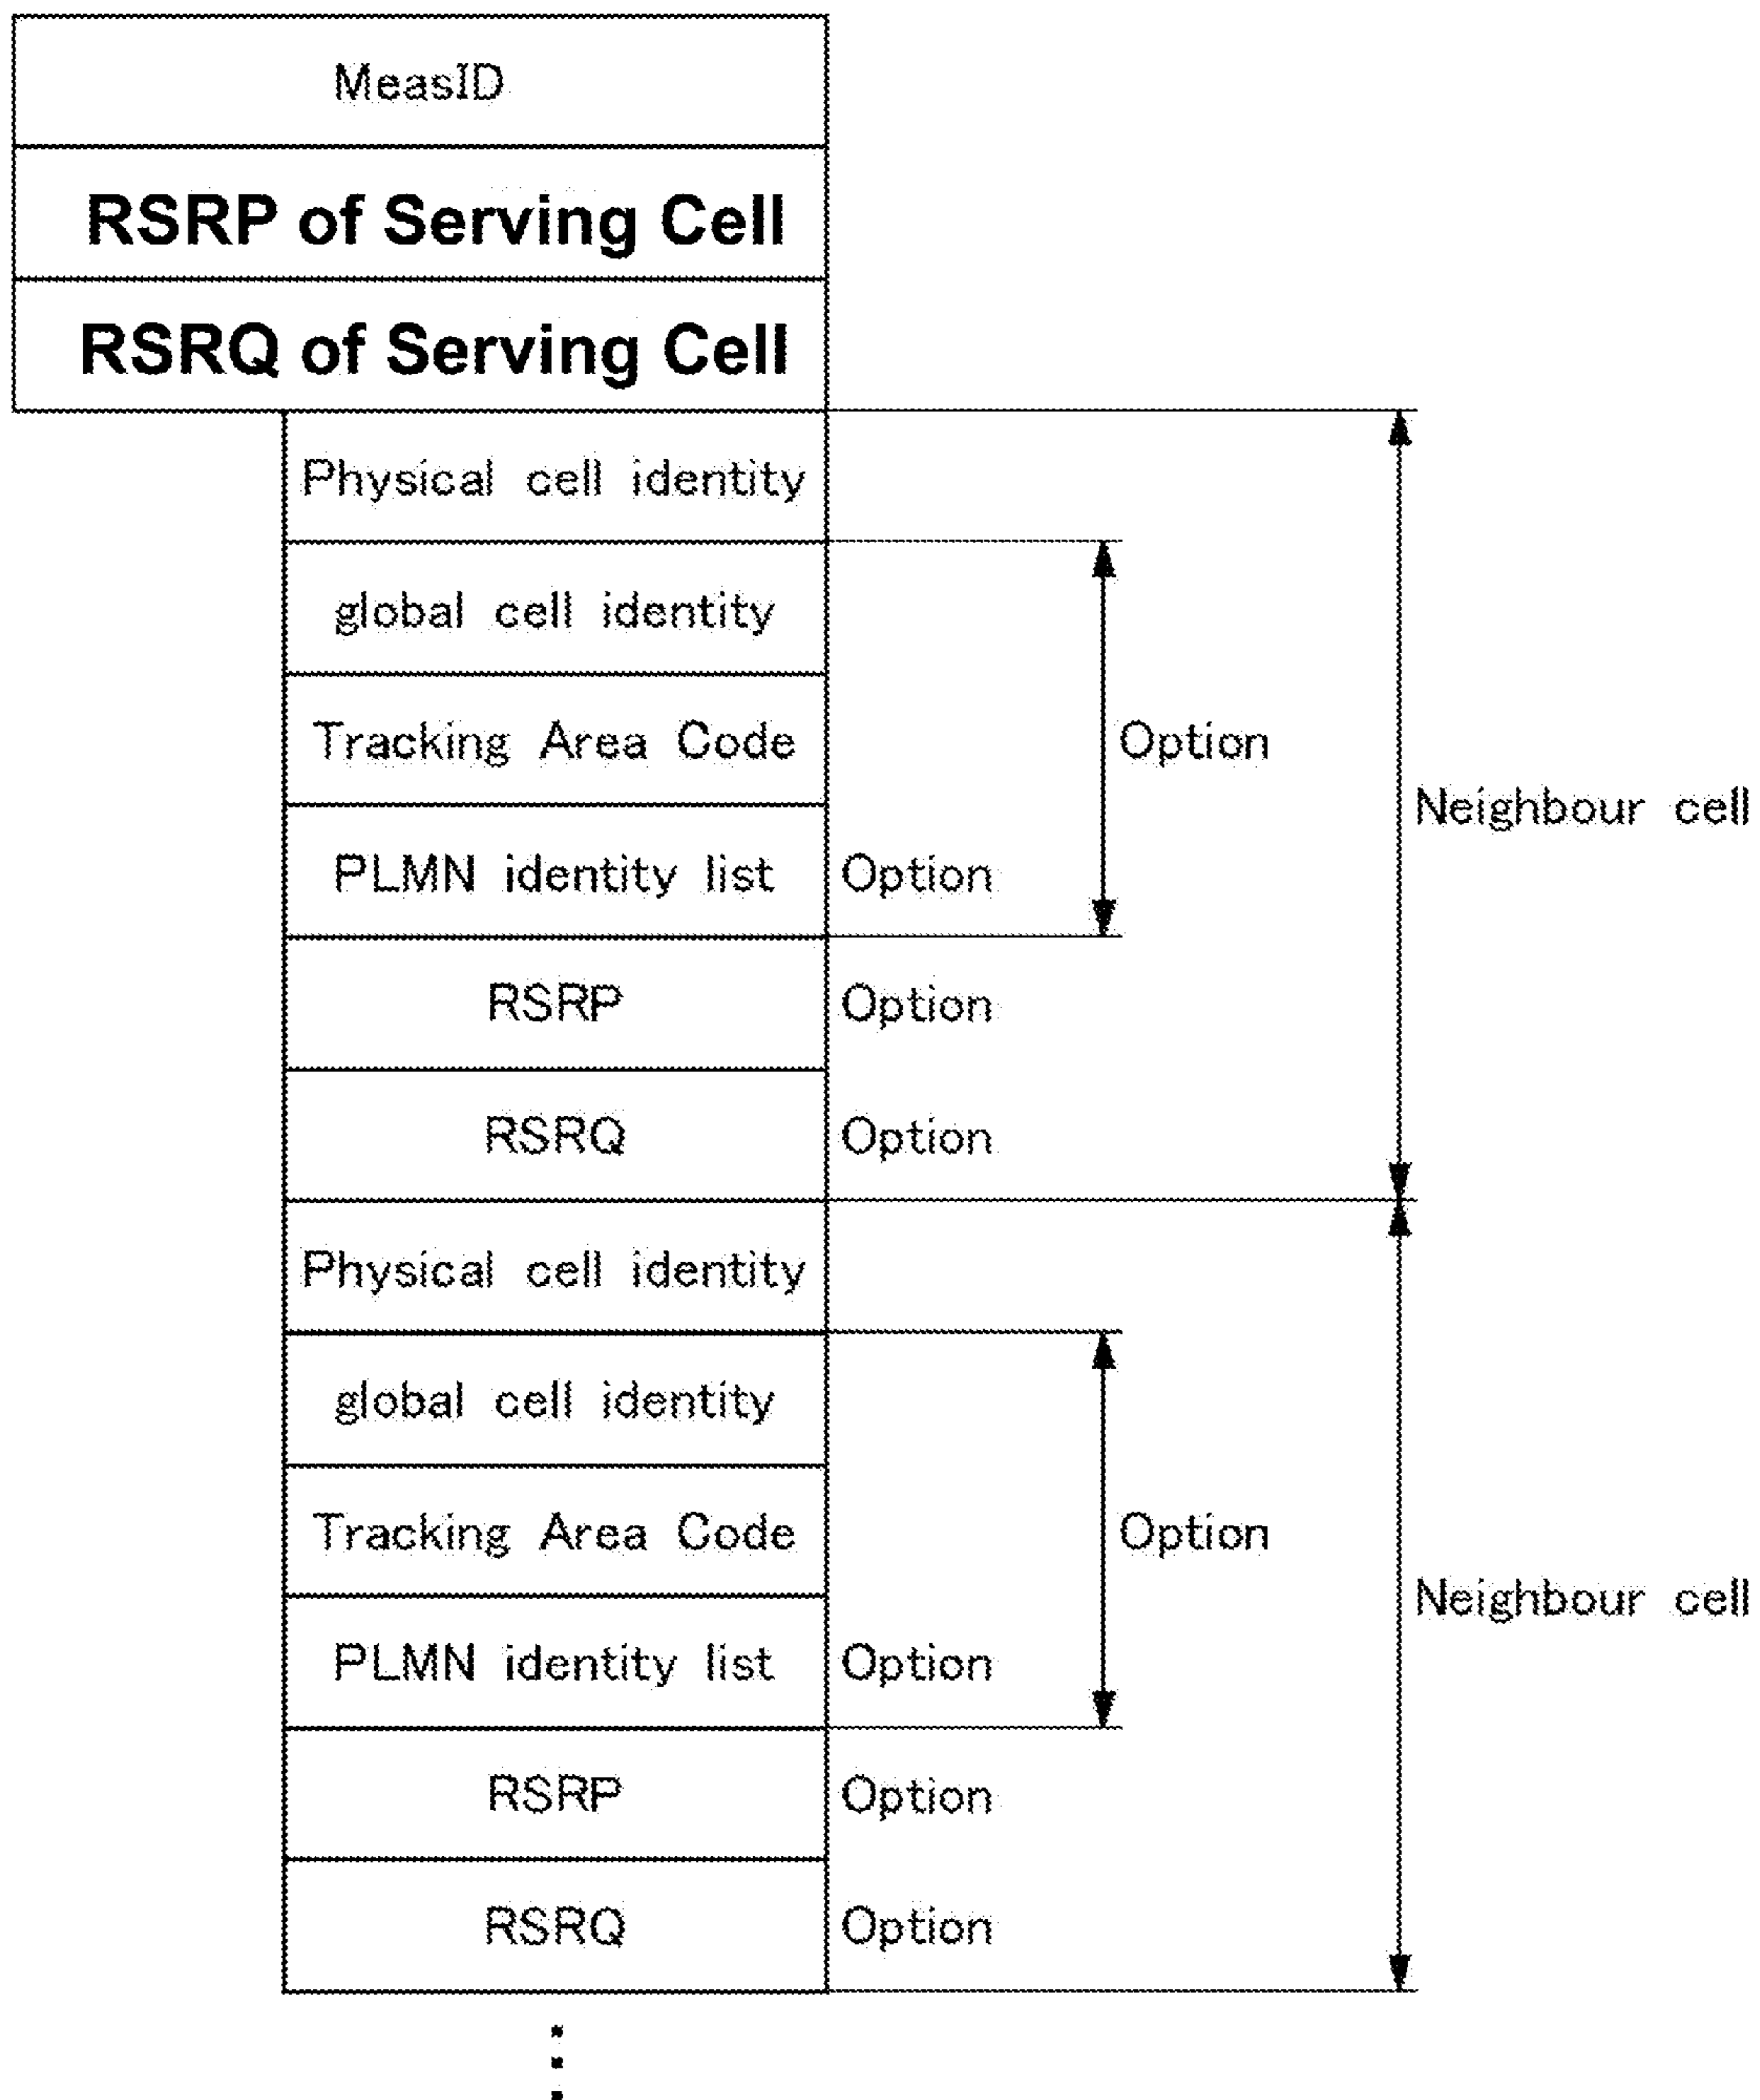 MeasID
RSRP of Serving Cell
RSRQ of Serving Cell
Physical cell identity
global cell identity
Tracking Area Code
Option
Neighbour cell
PLMN identity list
Option
RSRP
Option
RSRQ
Option
Physical cell identity
global cell identity
Tracking Area Code
Option
Neighbour cell
PLMN identity list
Option
RSRP
Option
RSRQ
Option